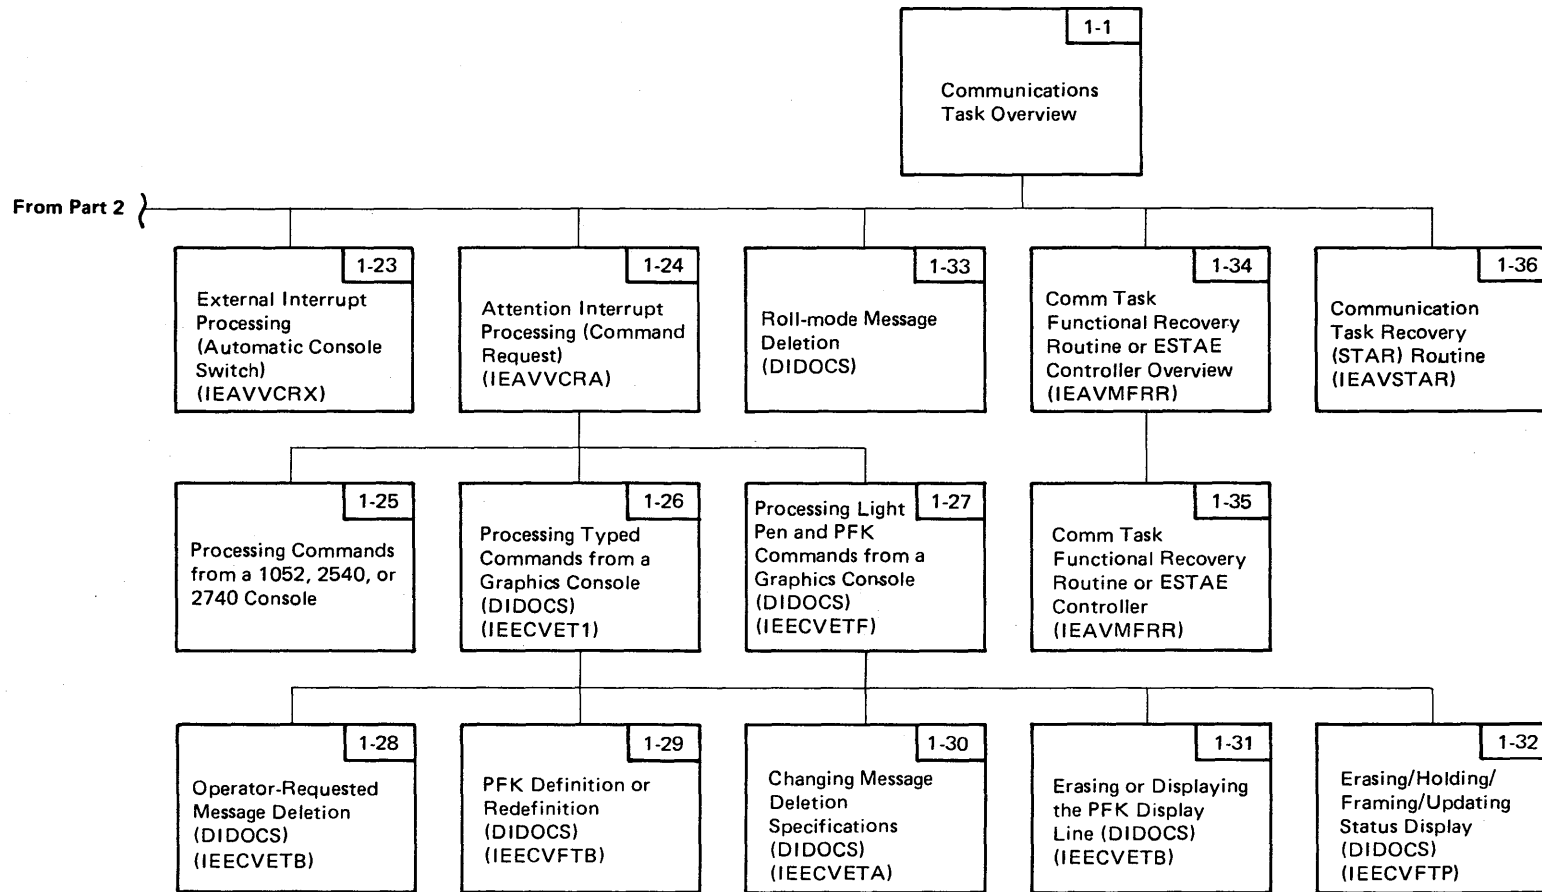 1-1
Communications
Task Overview
From Part 2
1-23
External Interrupt
Processing
(Automatic Console
Switch)
(IEAVVCRX)
1-24
Attention Interrupt
Processing (Command
Request)
(IEAVVCRA)
1-33
Roll-mode Message
Deletion
(DIDOCS)
1-34
Comm Task
Functional Recovery
Routine or ESTAE
Controller Overview
(IEAVMFRR)
1-36
Communication
Task Recovery
(STAR) Routine
(IEAVSTAR)
1-25
Processing Commands
from a 1052, 2540, or
2740 Console
1-26
Processing Typed
Commands from a
Graphics Console
(DIDOCS)
(IEECVET1)
1-27
Processing Light
Pen and PFK
Commands from a
Graphics Console
(DIDOCS)
(IEECVETF)
1-35
Comm Task
Functional Recovery
Routine or ESTAE
Controller
(IEAVMFRR)
1-28
Operator-Requested
Message Deletion
(DIDOCS)
(IEECVETB)
1-29
PFK Definition or
Redefinition
(DIDOCS)
(IEECVFTB)
1-30
Changing Message
Deletion
Specifications
(DIDOCS)
(IEECVETA)
1-31
Erasing or Displaying
the PFK Display
Line (DIDOCS)
(IEECVETB)
1-32
Erasing/Holding/
Framing/Updating
Status Display
(DIDOCS)
(IEECVFTP)